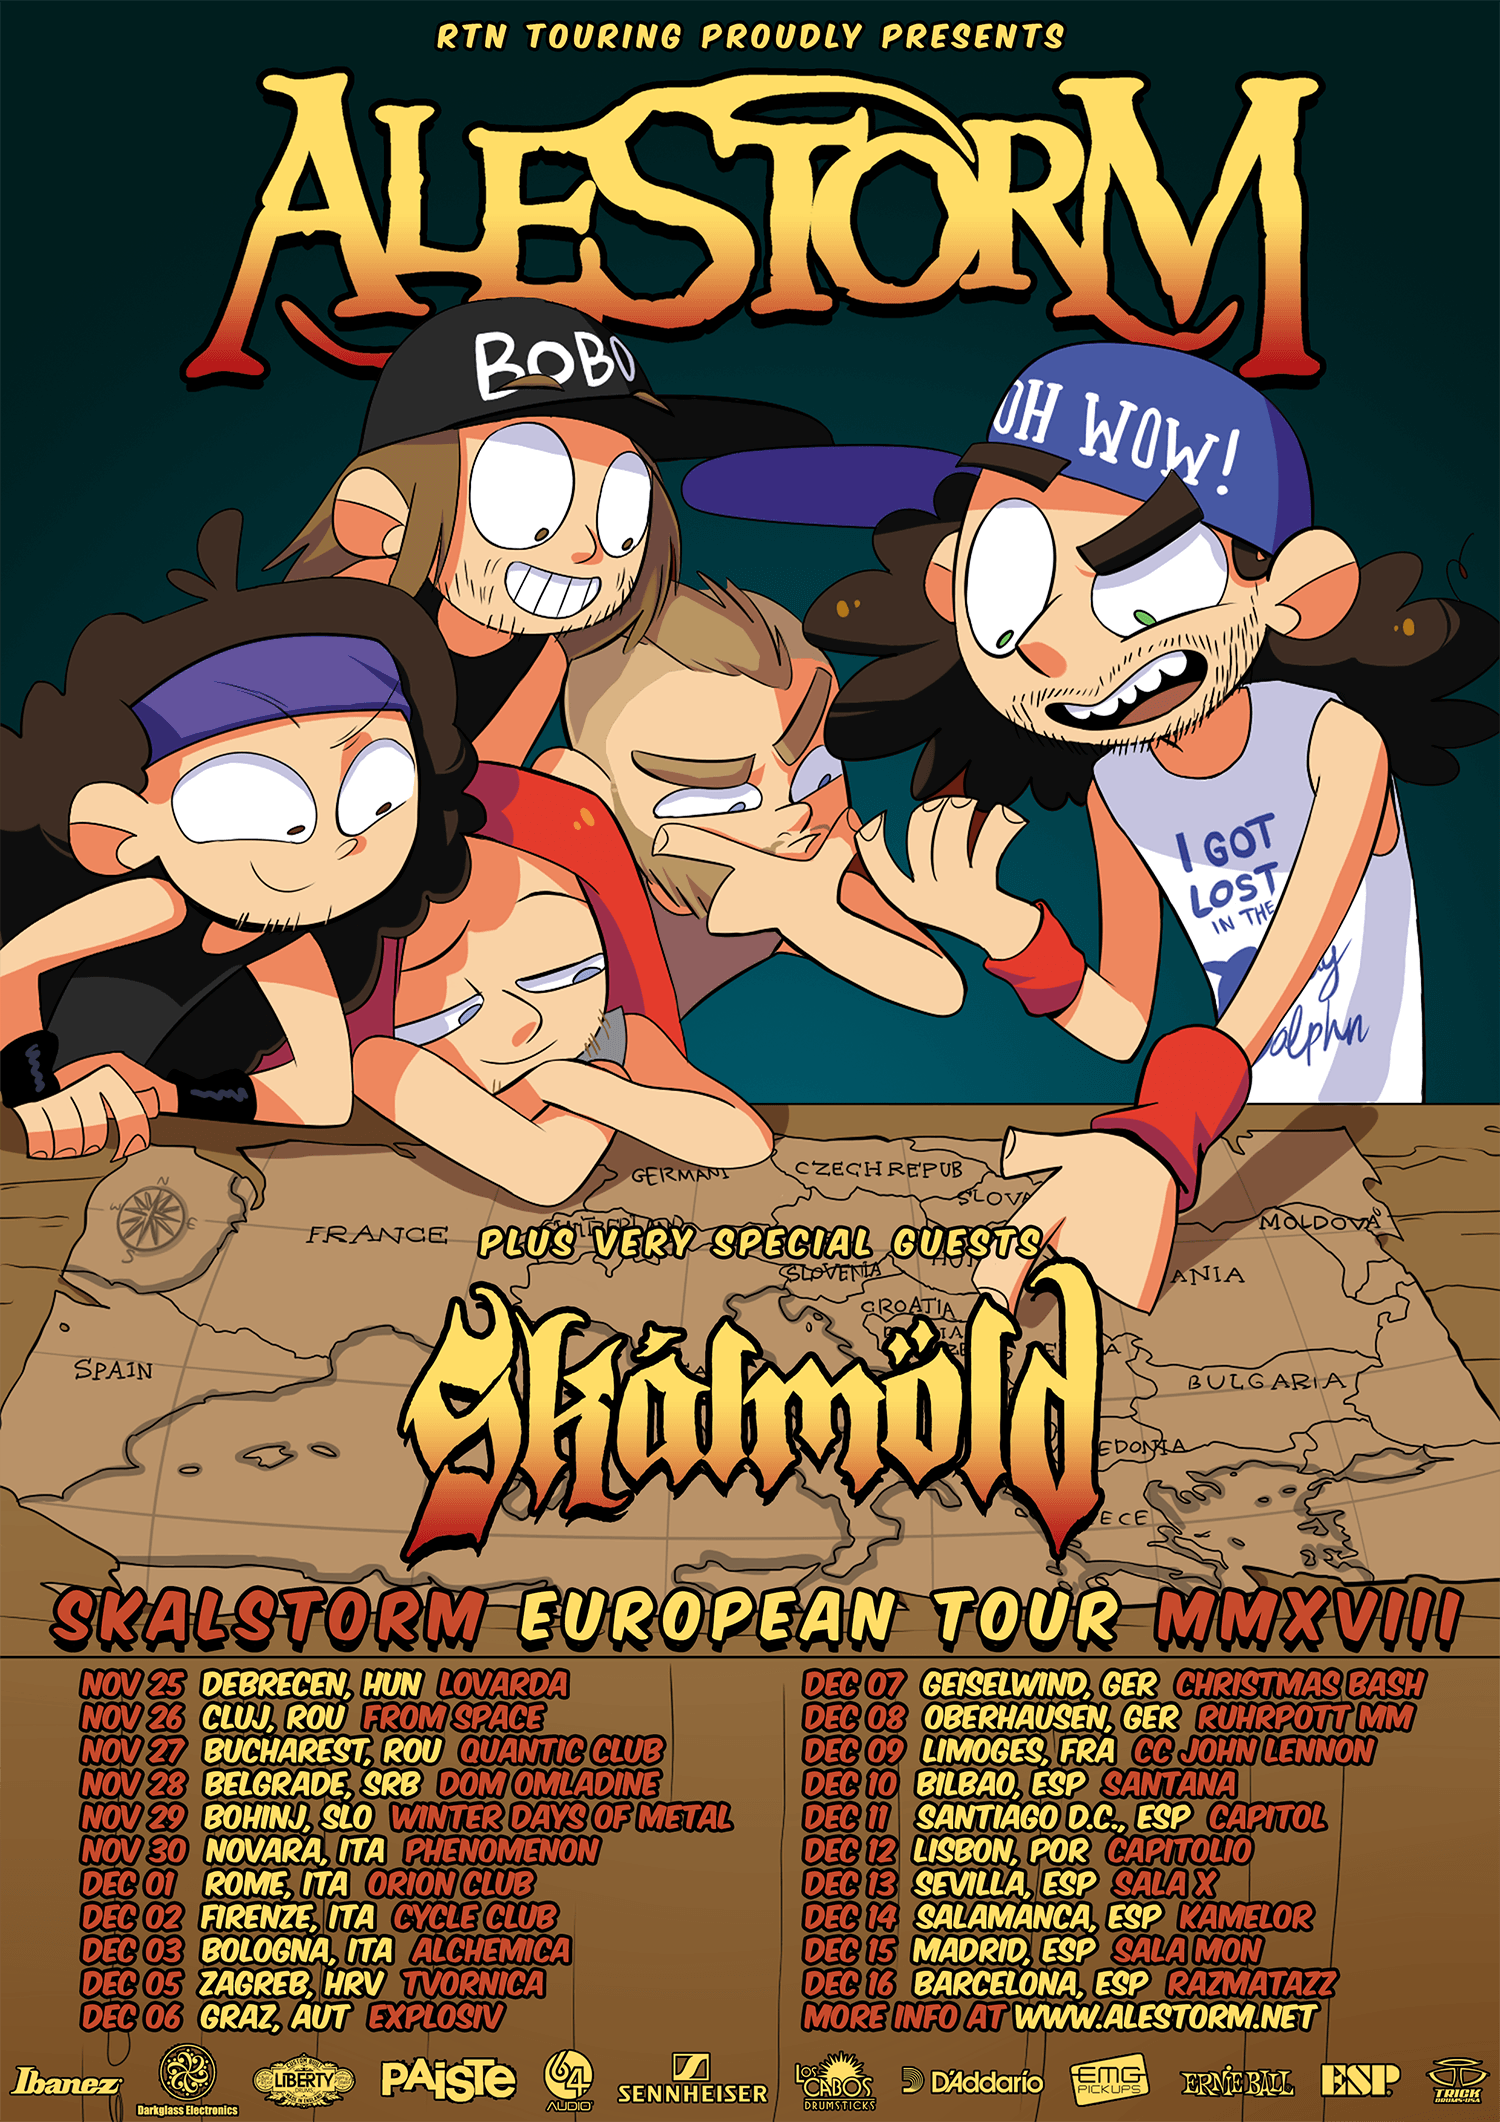 RTN TOURING PROUDLY PRESENTS
ALESTORM
BOBO
OH WOW!
I GOT
LOST
IN THE
GERMANY
CZECH REPUB
SLOVA
FRANCE
MOLDOVA
PLUS VERY SPECIAL GUESTS
SLOVENIA
ANIA
CROATIA
SPAIN
BULGARIA
SKÁLMÖLD
EDONIA
ECE
SKALSTORM EUROPEAN TOUR MMXVIII
NOV 25 DEBRECEN, HUN LOVARDA
NOV 26 CLUJ, ROU FROM SPACE
NOV 27 BUCHAREST, ROU QUANTIC CLUB
NOV 28 BELGRADE, SRB DOM OMLADINE
NOV 29 BOHINJ, SLO WINTER DAYS OF METAL
NOV 30 NOVARA, ITA PHENOMENON
DEC 01 ROME, ITA ORION CLUB
DEC 02 FIRENZE, ITA CYCLE CLUB
DEC 03 BOLOGNA, ITA ALCHEMICA
DEC 05 ZAGREB, HRV TVORNICA
DEC 06 GRAZ, AUT EXPLOSIV
DEC 07 GEISELWIND, GER CHRISTMAS BASH
DEC 08 OBERHAUSEN, GER RUHRPOTT MM
DEC 09 LIMOGES, FRA CC JOHN LENNON
DEC 10 BILBAO, ESP SANTANA
DEC 11 SANTIAGO D.C., ESP CAPITOL
DEC 12 LISBON, POR CAPITOLIO
DEC 13 SEVILLA, ESP SALA X
DEC 14 SALAMANCA, ESP KAMELOR
DEC 15 MADRID, ESP SALA MON
DEC 16 BARCELONA, ESP RAZMATAZZ
MORE INFO AT WWW.ALESTORM.NET
Ibanez
Darkglass Electronics
LIBERTY
DRUMS
PAiSTe
64
AUDIO
SENNHEISER
LOS CABOS
DRUMSTICKS
D'Addario
EMG
PICKUPS
ERNIE BALL
ESP
TRICK
DRUMS-USA